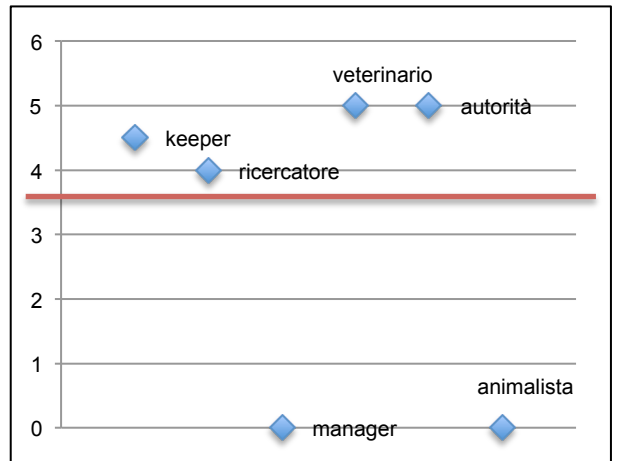 6
veterinario
5
autorità
keeper
4
ricercatore
3
2
1
animalista
0
manager